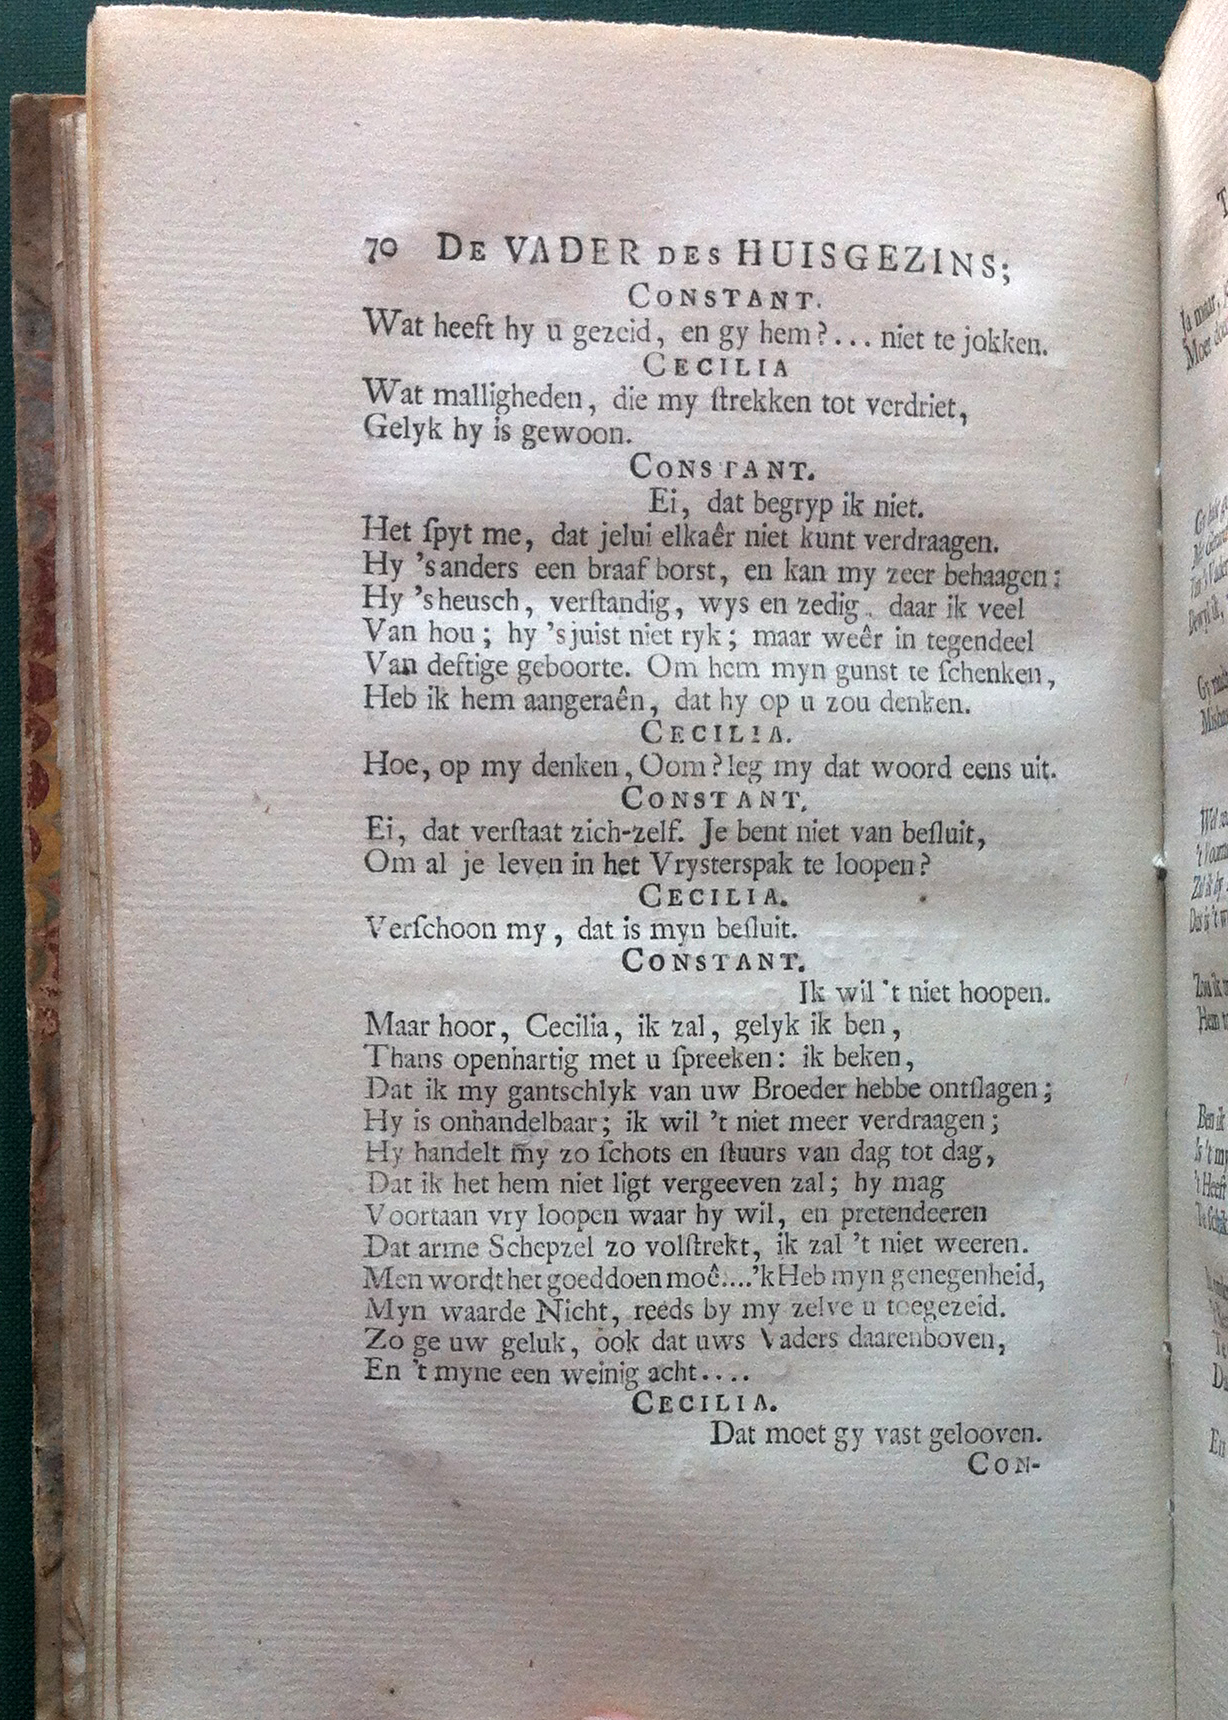 70 DE VADER DES HUISGEZINS;
CONSTANT.
Wat heeft hy u gezeid, en gy hem?... niet te jokken.
CECILIA
Wat malligheden, die my ſtrekken tot verdriet,
Gelyk hy is gewoon.
CONSTANT.
Ei, dat begryp ik niet.
Het ſpyt me, dat jelui elkaêr niet kunt verdraagen.
Hy 's anders een braaf borst, en kan my zeer behaagen:
Hy 's heusch, verſtandig, wys en zedig, daar ik veel
Van hou; hy 's juist niet ryk; maar weêr in tegendeel
Van deftige geboorte. Om hem myn gunst te ſchenken,
Heb ik hem aangeraên, dat hy op u zou denken.
CECILIA.
Hoe, op my denken, Oom? leg my dat woord eens uit.
CONSTANT.
Ei, dat verſtaat zich-zelf. Je bent niet van beſluit,
Om al je leven in het Vrysterspak te loopen?
CECILIA.
Verſchoon my, dat is myn beſluit.
CONSTANT.
Ik wil 't niet hoopen.
Maar hoor, Cecilia, ik zal, gelyk ik ben,
Thans openhartig met u ſpreeken: ik beken,
Dat ik my gantschlyk van uw Broeder hebbe ontſlagen;
Hy is onhandelbaar; ik wil 't niet meer verdraagen;
Hy handelt my zo ſchots en ſtuurs van dag tot dag,
Dat ik het hem niet ligt vergeeven zal; hy mag
Voortaan vry loopen waar hy wil, en pretendeeren
Dat arme Schepzel zo volſtrekt, ik zal 't niet weeren.
Men wordt het goed doen moê....'k Heb myn genegenheid,
Myn waarde Nicht, reeds by my zelve u toegezeid.
Zo ge uw geluk, ook dat uws Vaders daarenboven,
En 't myne een weinig acht....
CECILIA.
Dat moet gy vast gelooven.
CON-